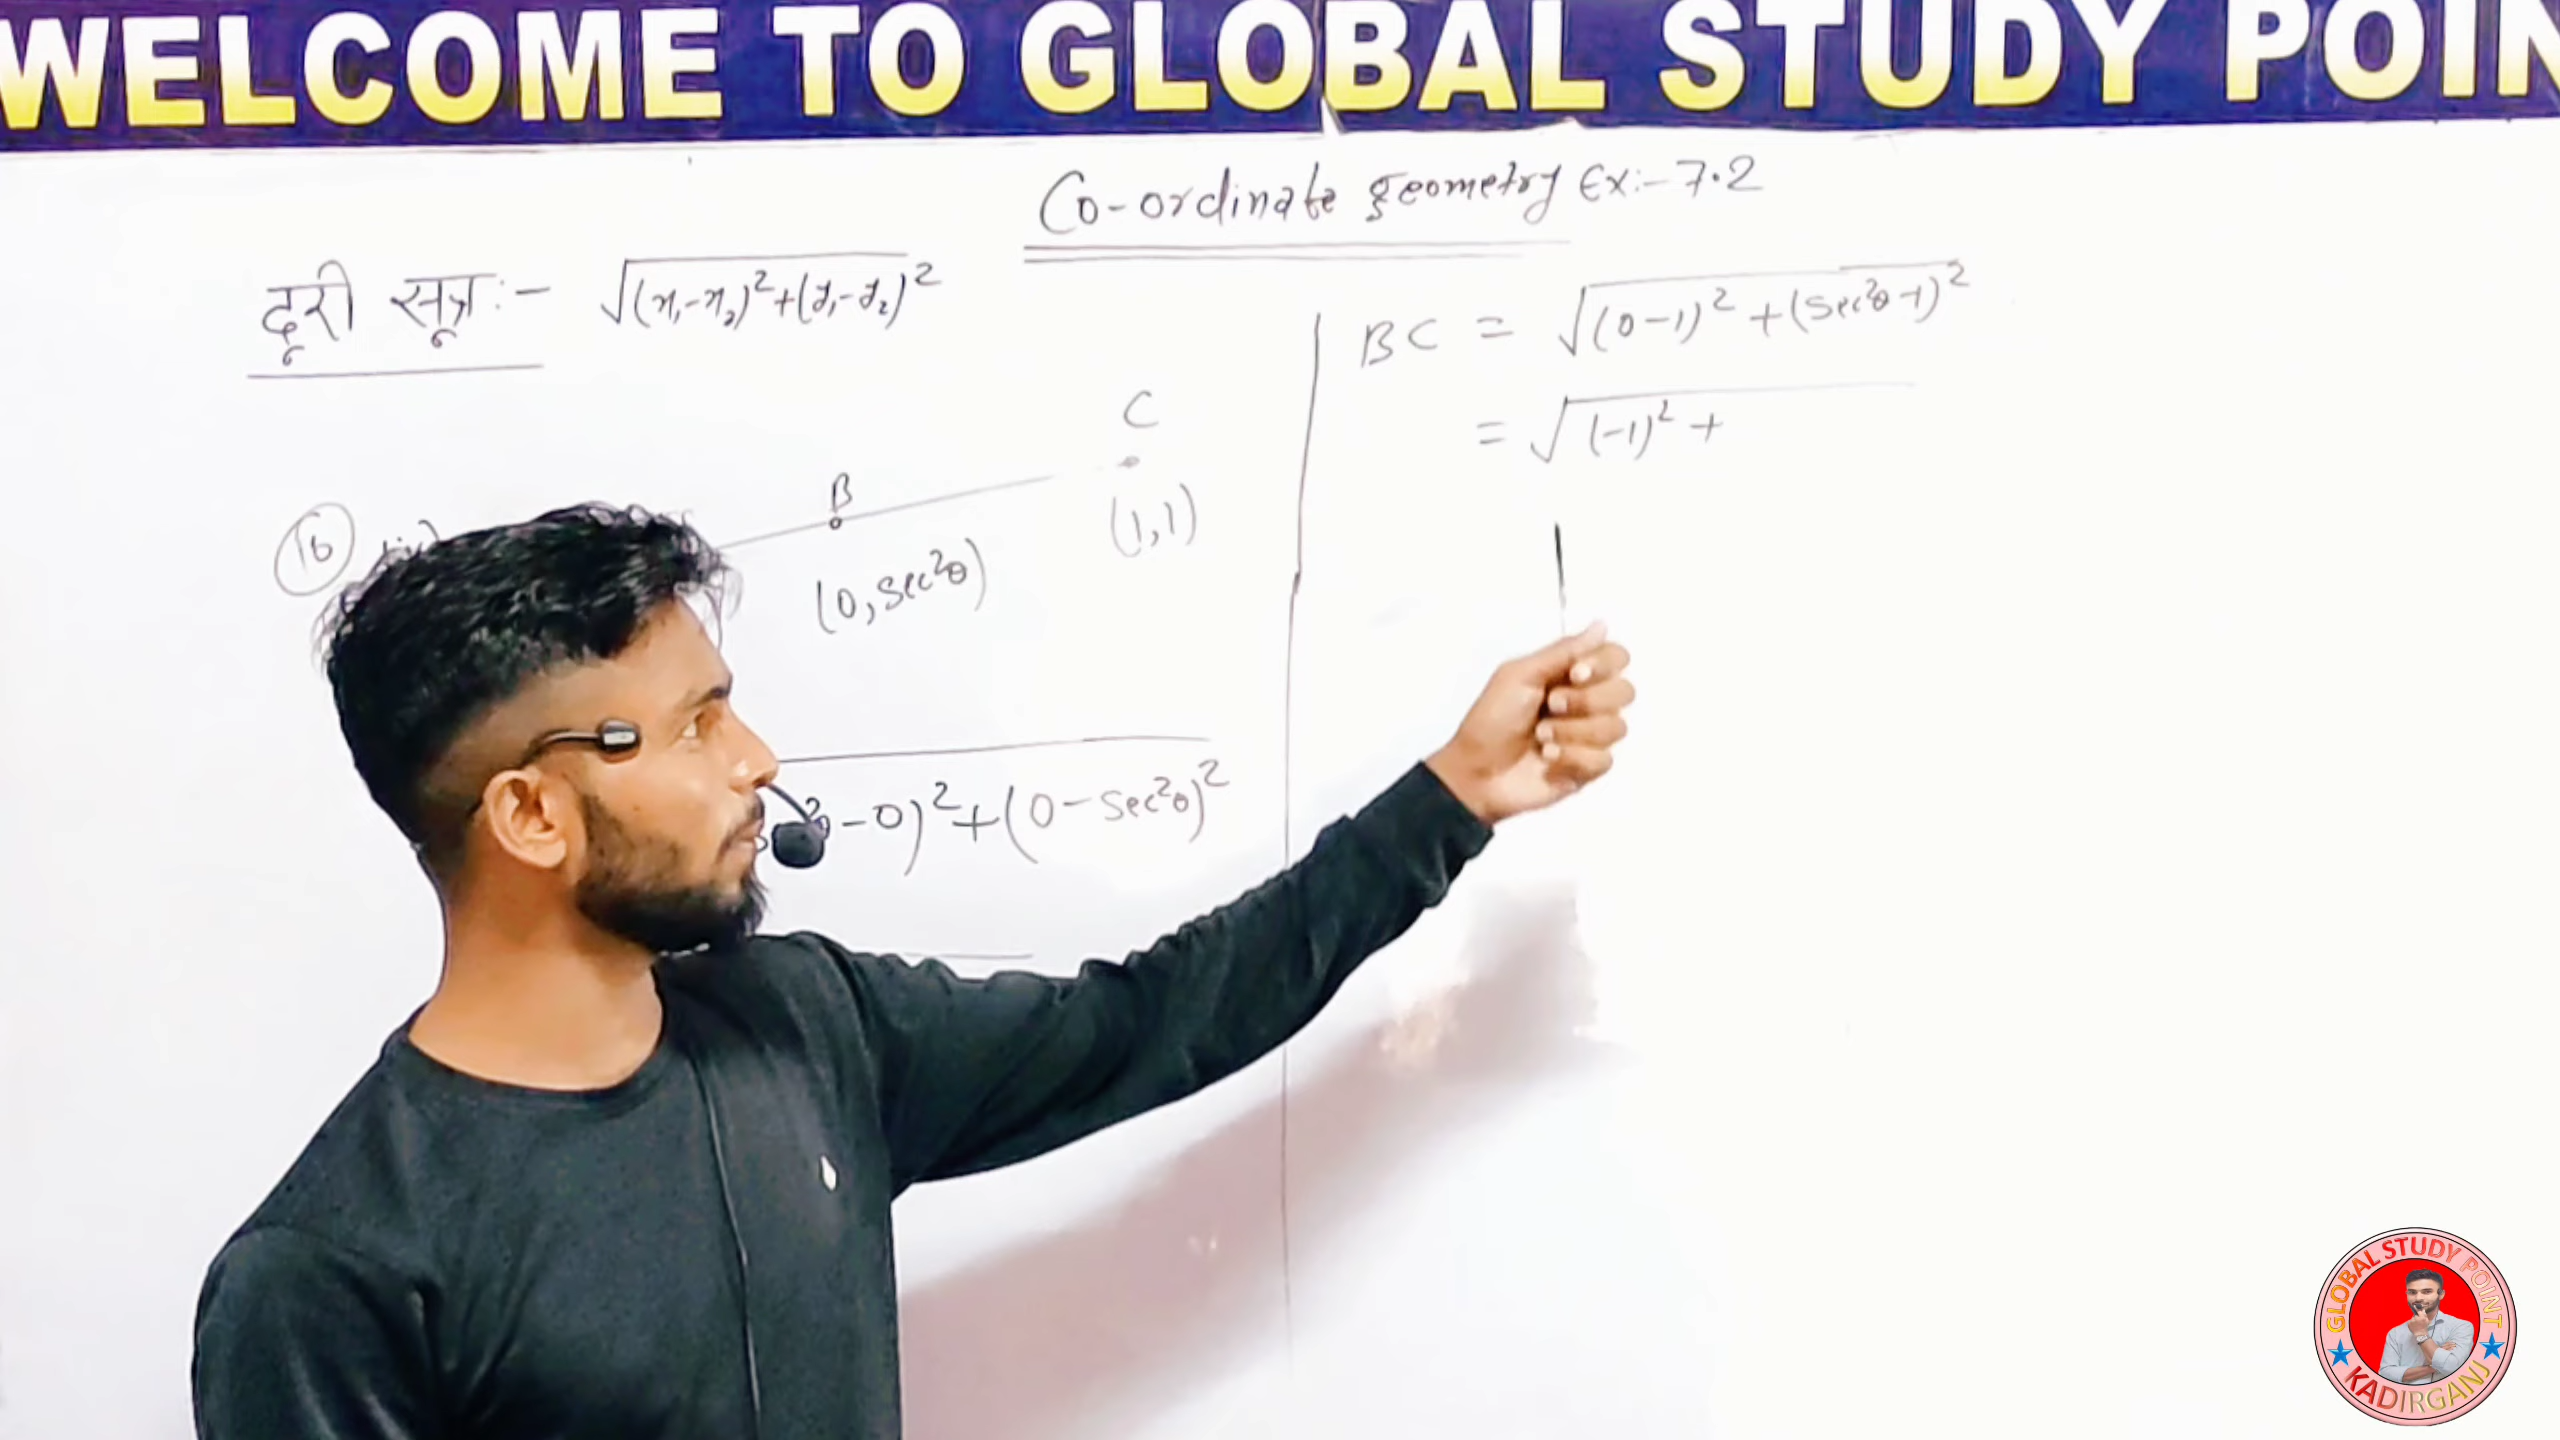 WELCOME TO GLOBAL STUDY POIN
Co-ordinate geometry Ex:- 7.2
दूरी सूत्र :- √(x₁-x₂)²+(y₁-y₂)²
C
B
(1,1)
16
(0, sec²θ)
-0)²+(0-sec²θ)²
BC = √(0-1)²+(sec²θ-1)²
= √(-1)²+
GLOBAL STUDY POINT
KADIRGANJ